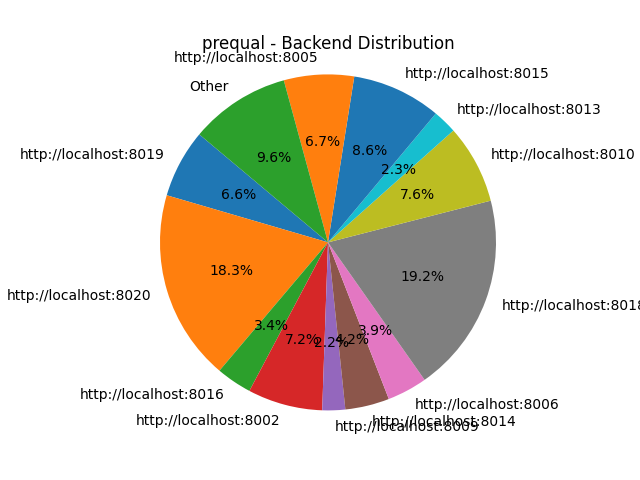 prequal - Backend Distribution
http://localhost:8005
http://localhost:8015
Other
http://localhost:8013
http://localhost:8019
http://localhost:8010
6.7%
8.6%
9.6%
2.3%
6.6%
7.6%
18.3%
19.2%
http://localhost:8020
http://localhost:8018
3.4%
3.9%
7.2%
2.2%
4.2%
http://localhost:8016
http://localhost:8006
http://localhost:8002
http://localhost:8014
http://localhost:8009